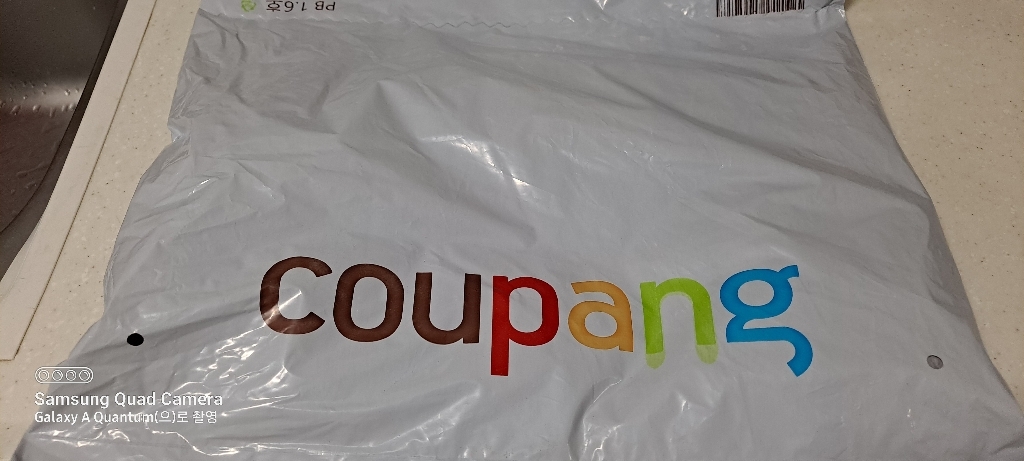 PB 1.6호
coupang
Samsung Quad Camera
Galaxy A Quantum(으)로 촬영